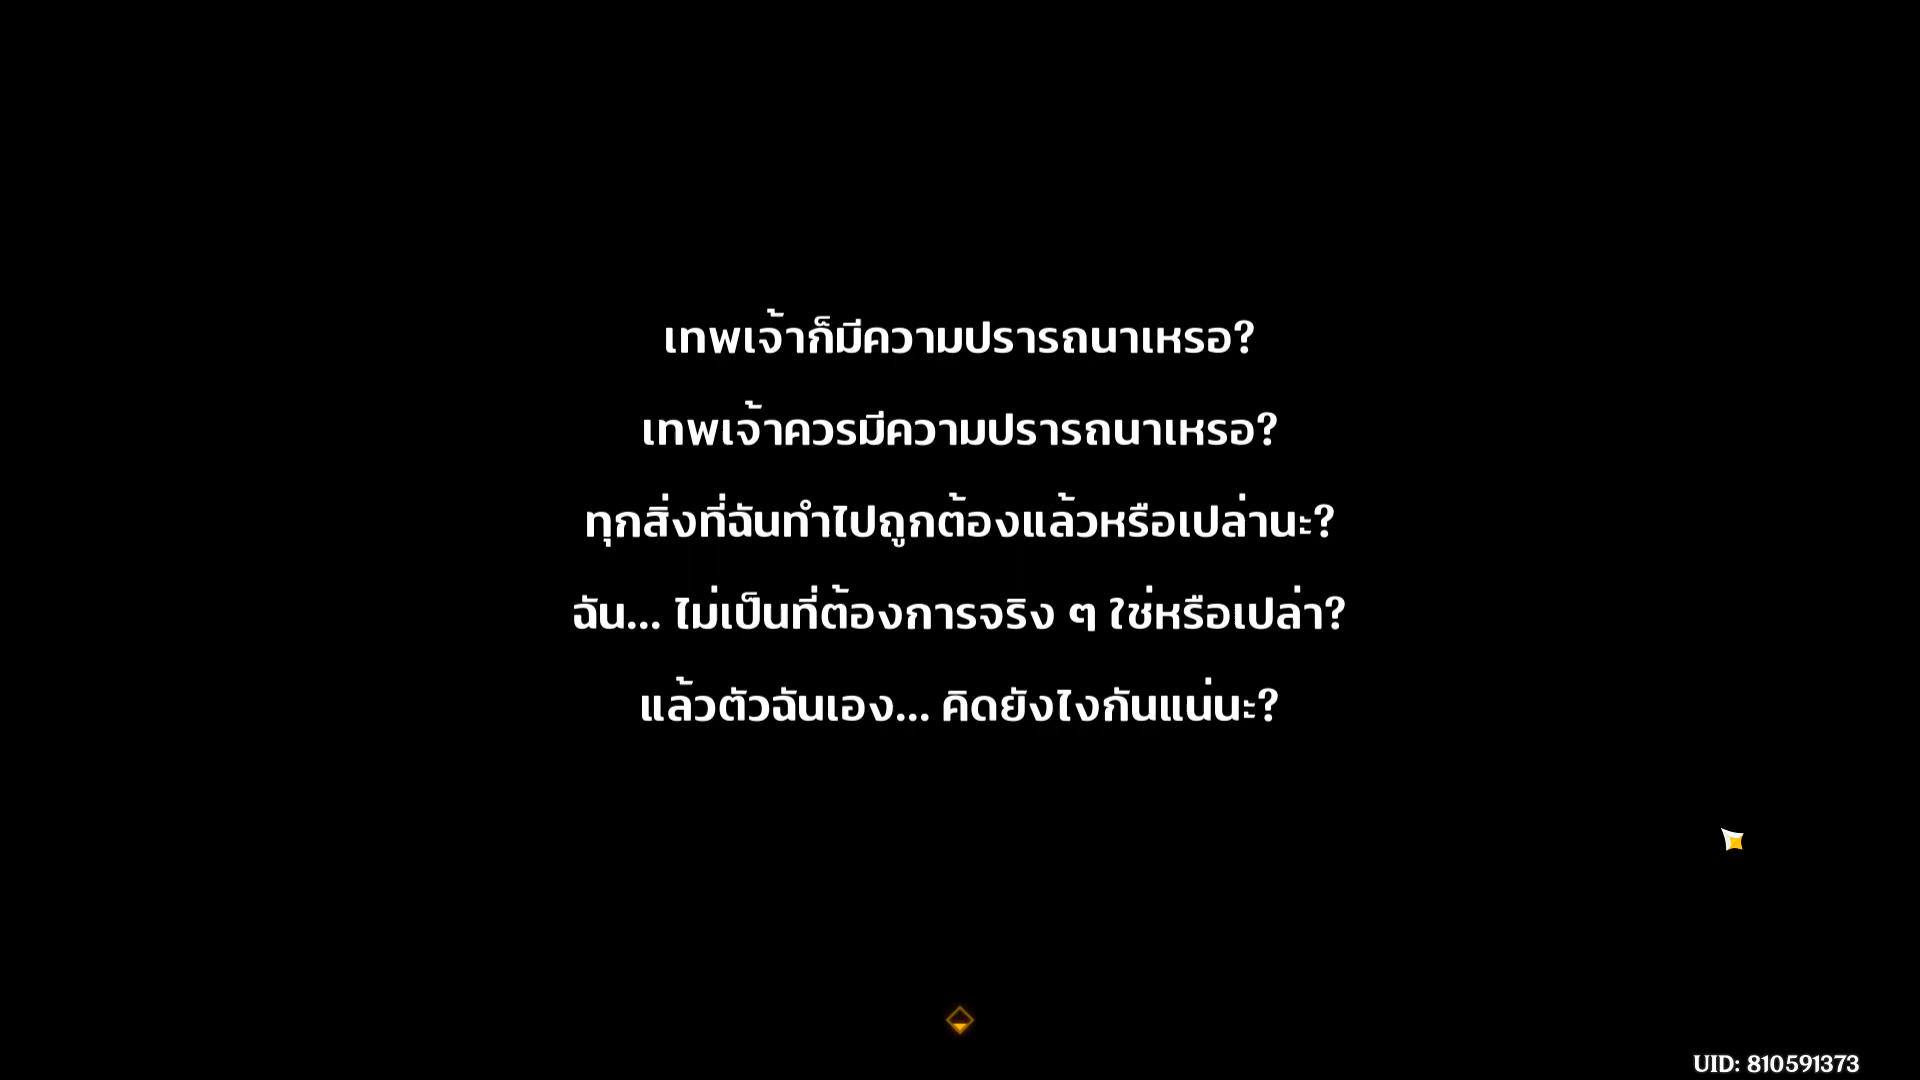 เทพเจ้าก็มีความปรารถนาเหรอ?
เทพเจ้าควรมีความปรารถนาเหรอ?
ทุกสิ่งที่ฉันทำไปถูกต้องแล้วหรือเปล่านะ?
ฉัน... ไม่เป็นที่ต้องการจริง ๆ ใช่หรือเปล่า?
แล้วตัวฉันเอง... คิดยังไงกันแน่นะ?
UID: 810591373